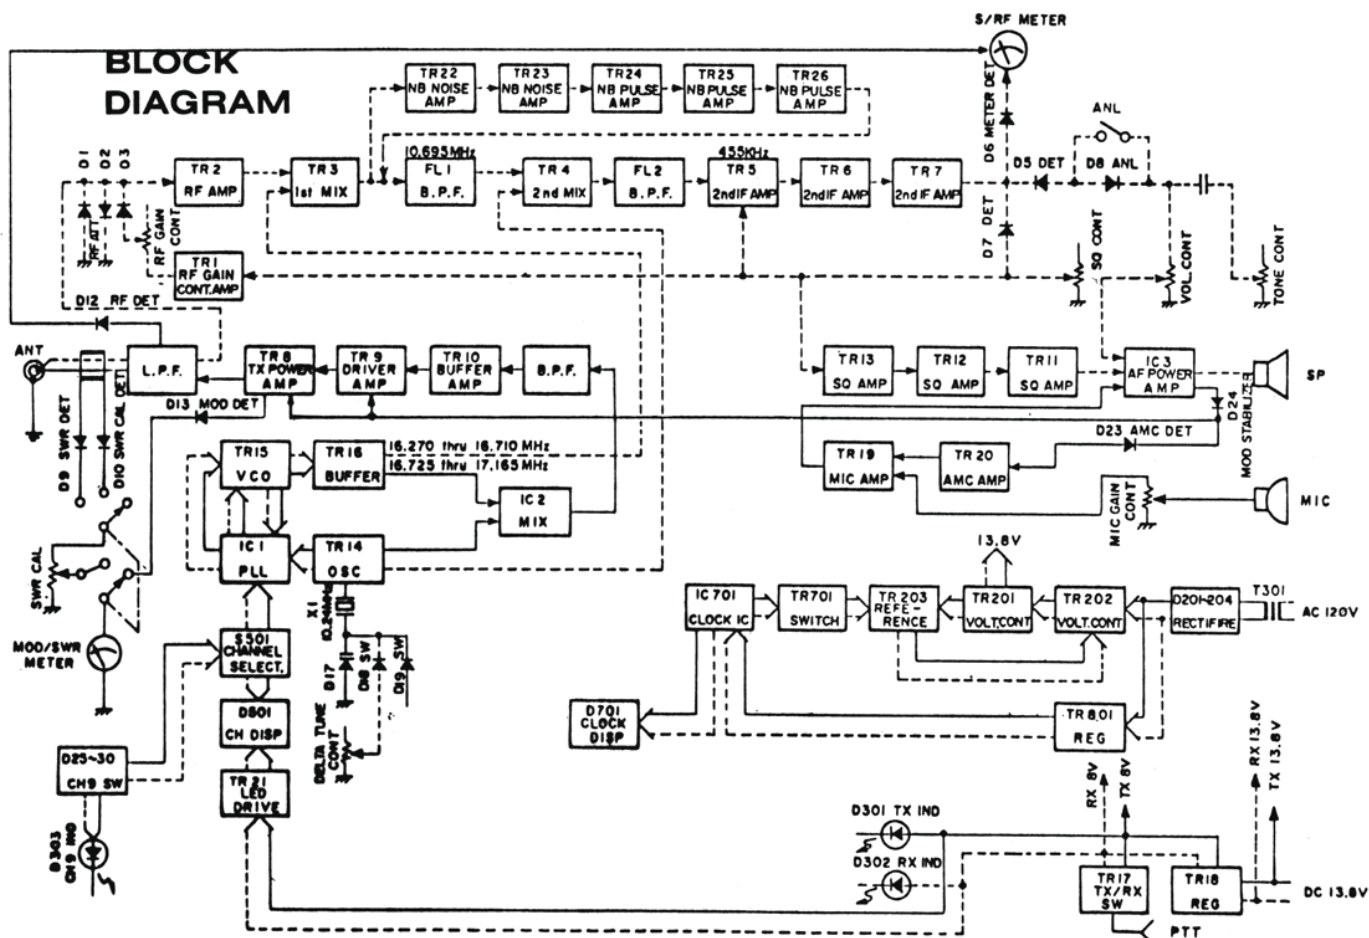 BLOCK
DIAGRAM
S/RF METER
TR22
NB NOISE
AMP
TR23
NB NOISE
AMP
TR24
NB PULSE
AMP
TR25
NB PULSE
AMP
TR26
NB PULSE
AMP
D6 METER DET
ANL
D1
D2
D3
TR2
RF AMP
TR3
1st MIX
10.695MHz
FL1
B.P.F.
TR4
2nd MIX
FL2
B.P.F.
455KHz
TR5
2nd IF AMP
TR6
2nd IF AMP
TR7
2nd IF AMP
D5 DET
D8 ANL
D7 DET
RF ATT
RF GAIN
CONT
TR1
RF GAIN
CONT. AMP
SQ CONT
VOL.CONT
TONE CONT
D12 RF DET
ANT
L.P.F.
TR8
TX POWER
AMP
TR9
DRIVER
AMP
TR10
BUFFER
AMP
B.P.F.
TR13
SQ AMP
TR12
SQ AMP
TR11
SQ AMP
IC3
AF POWER
AMP
SP
D24
MOD STABILIZER
D13 MOD DET
D9 SWR DET
D10 SWR CAL DET
TR15
VCO
TR16
BUFFER
16,270 thru 16,710 MHz
16,725 thru 17,165MHz
IC2
MIX
D23 AMC DET
TR19
MIC AMP
TR20
AMC AMP
MIC GAIN
CONT
MIC
IC1
PLL
TR14
OSC
X1
10.24MHz
SWR CAL
MOD/SWR
METER
S501
CHANNEL
SELECT.
D17
D18 SW
D19 SW
DELTA TUNE
CONT
D501
CH DISP
TR21
LED
DRIVE
D25~30
CH9 SW
D303
CH9 IND
13.8V
IC701
CLOCK IC
TR701
SWITCH
TR203
REFE-
RENCE
TR201
VOLT.CONT
TR202
VOLT.CONT
D201~204
RECTIFIRE
T301
AC 120V
D701
CLOCK
DISP
TR801
REG
RX 8V
TX 8V
RX 13.8V
TX 13.8V
D301 TX IND
D302 RX IND
TR17
TX/RX
SW
TR18
REG
DC 13.8V
PTT